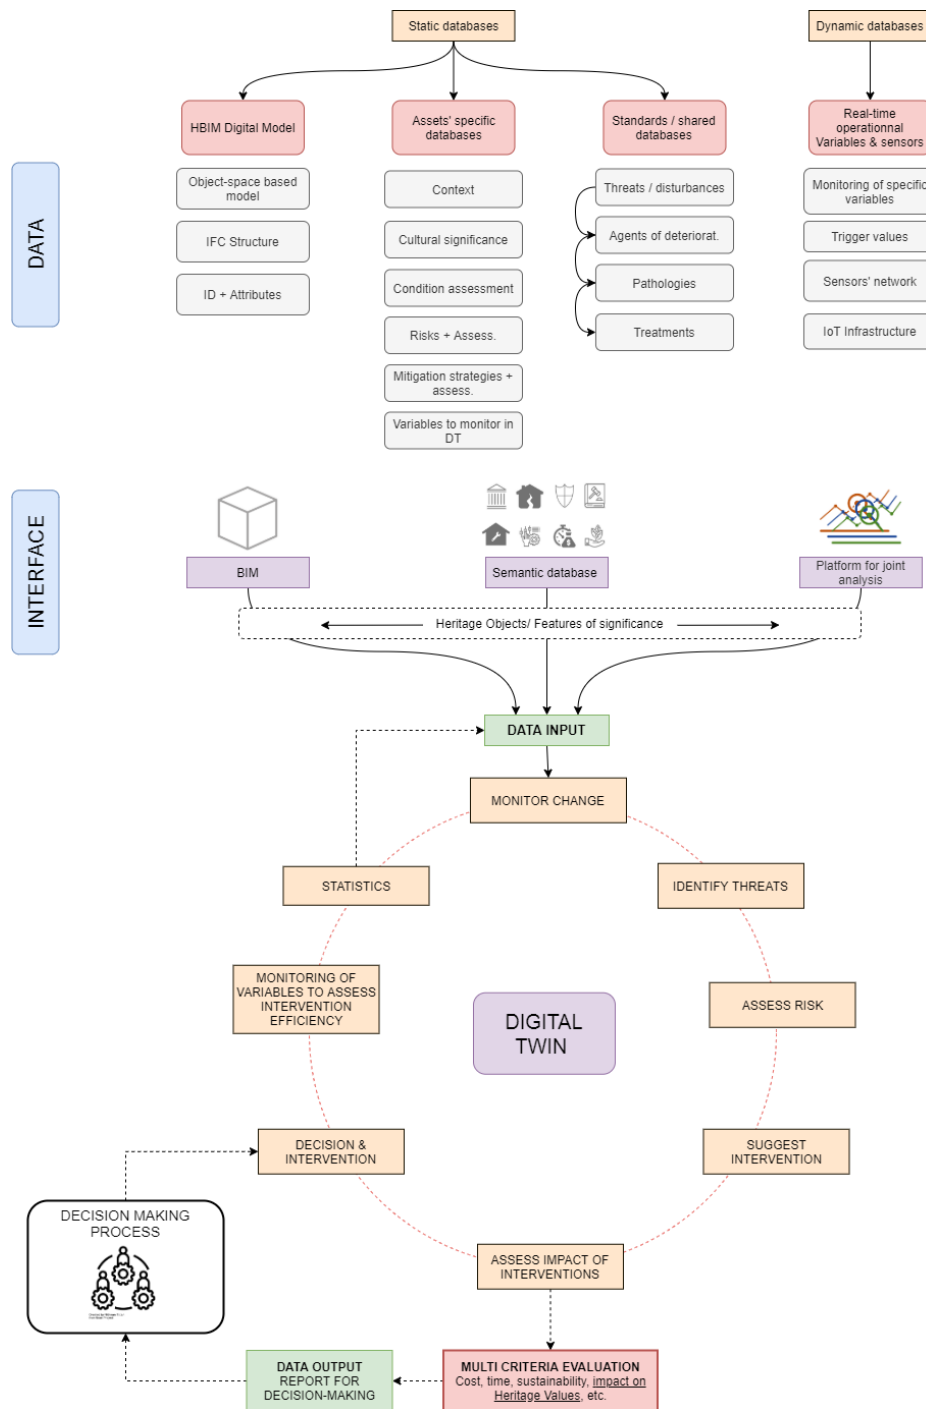 Static databases
Dynamic databases
HBIM Digital Model
Assets' specific
databases
Standards / shared
databases
Real-time
operationnal
Variables & sensors
DATA
Object-space based
model
IFC Structure
ID + Attributes
Context
Cultural significance
Condition assessment
Risks + Assess.
Mitigation strategies +
assess.
Variables to monitor in
DT
Threats / disturbances
Agents of deteriorat.
Pathologies
Treatments
Monitoring of specific
variables
Trigger values
Sensors' network
IoT Infrastructure
INTERFACE
BIM
Semantic database
Platform for joint
analysis
Heritage Objects/ Features of significance
DATA INPUT
MONITOR CHANGE
STATISTICS
IDENTIFY THREATS
MONITORING OF
VARIABLES TO ASSESS
INTERVENTION
EFFICIENCY
DIGITAL
TWIN
ASSESS RISK
DECISION &
INTERVENTION
SUGGEST
INTERVENTION
DECISION MAKING
PROCESS
ASSESS IMPACT OF
INTERVENTIONS
DATA OUTPUT
REPORT FOR
DECISION-MAKING
MULTI CRITERIA EVALUATION
Cost, time, sustainability, impact on
Heritage Values, etc.